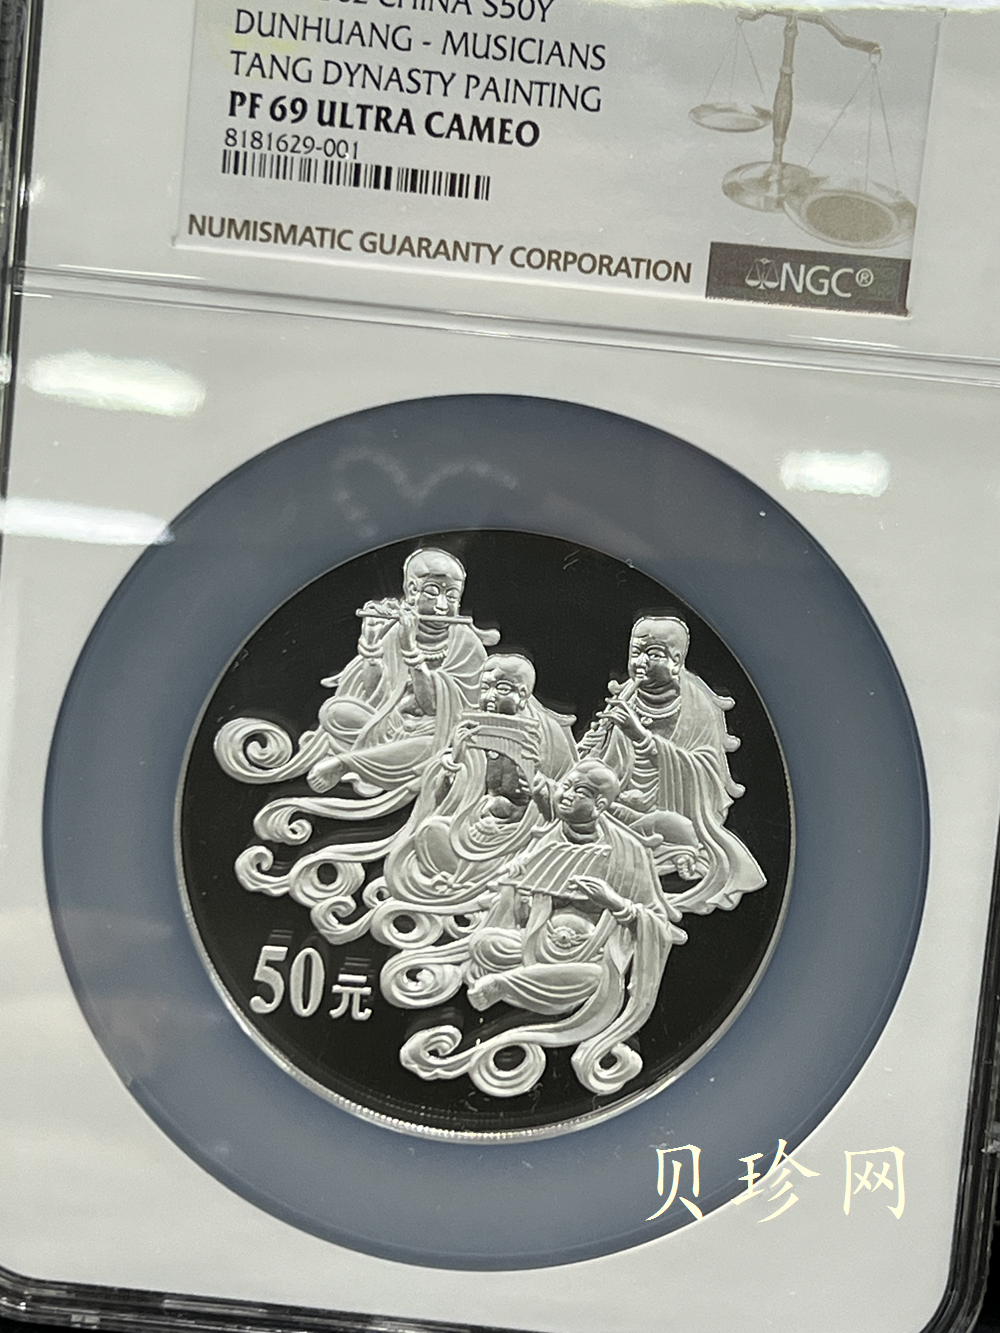 CHINA S50Y
DUNHUANG - MUSICIANS
TANG DYNASTY PAINTING
PF 69 ULTRA CAMEO
8181629-001
NUMISMATIC GUARANTY CORPORATION
NGC®
50元
贝珍网